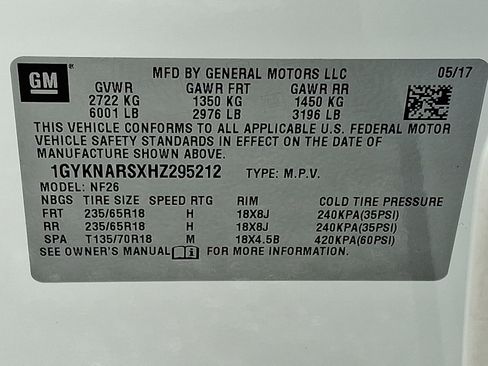 GM MFD BY GENERAL MOTORS LLC 05/17
GVWR GAWR FRT GAWR RR
2722 KG 1350 KG 1450 KG
6001 LB 2976 LB 3196 LB
THIS VEHICLE CONFORMS TO ALL APPLICABLE U.S. FEDERAL MOTOR
VEHICLE SAFETY STANDARDS IN EFFECT ON THE DATE OF
MANUFACTURE SHOWN ABOVE.
1GYKNARSXHZ295212 TYPE: M.P.V.
MODEL: NF26
NBGS TIRE SIZE SPEED RTG RIM COLD TIRE PRESSURE
FRT 235/65R18 H 18X8J 240KPA(35PSI)
RR 235/65R18 H 18X8J 240KPA(35PSI)
SPA T135/70R18 M 18X4.5B 420KPA(60PSI)
SEE OWNER'S MANUAL FOR MORE INFORMATION.